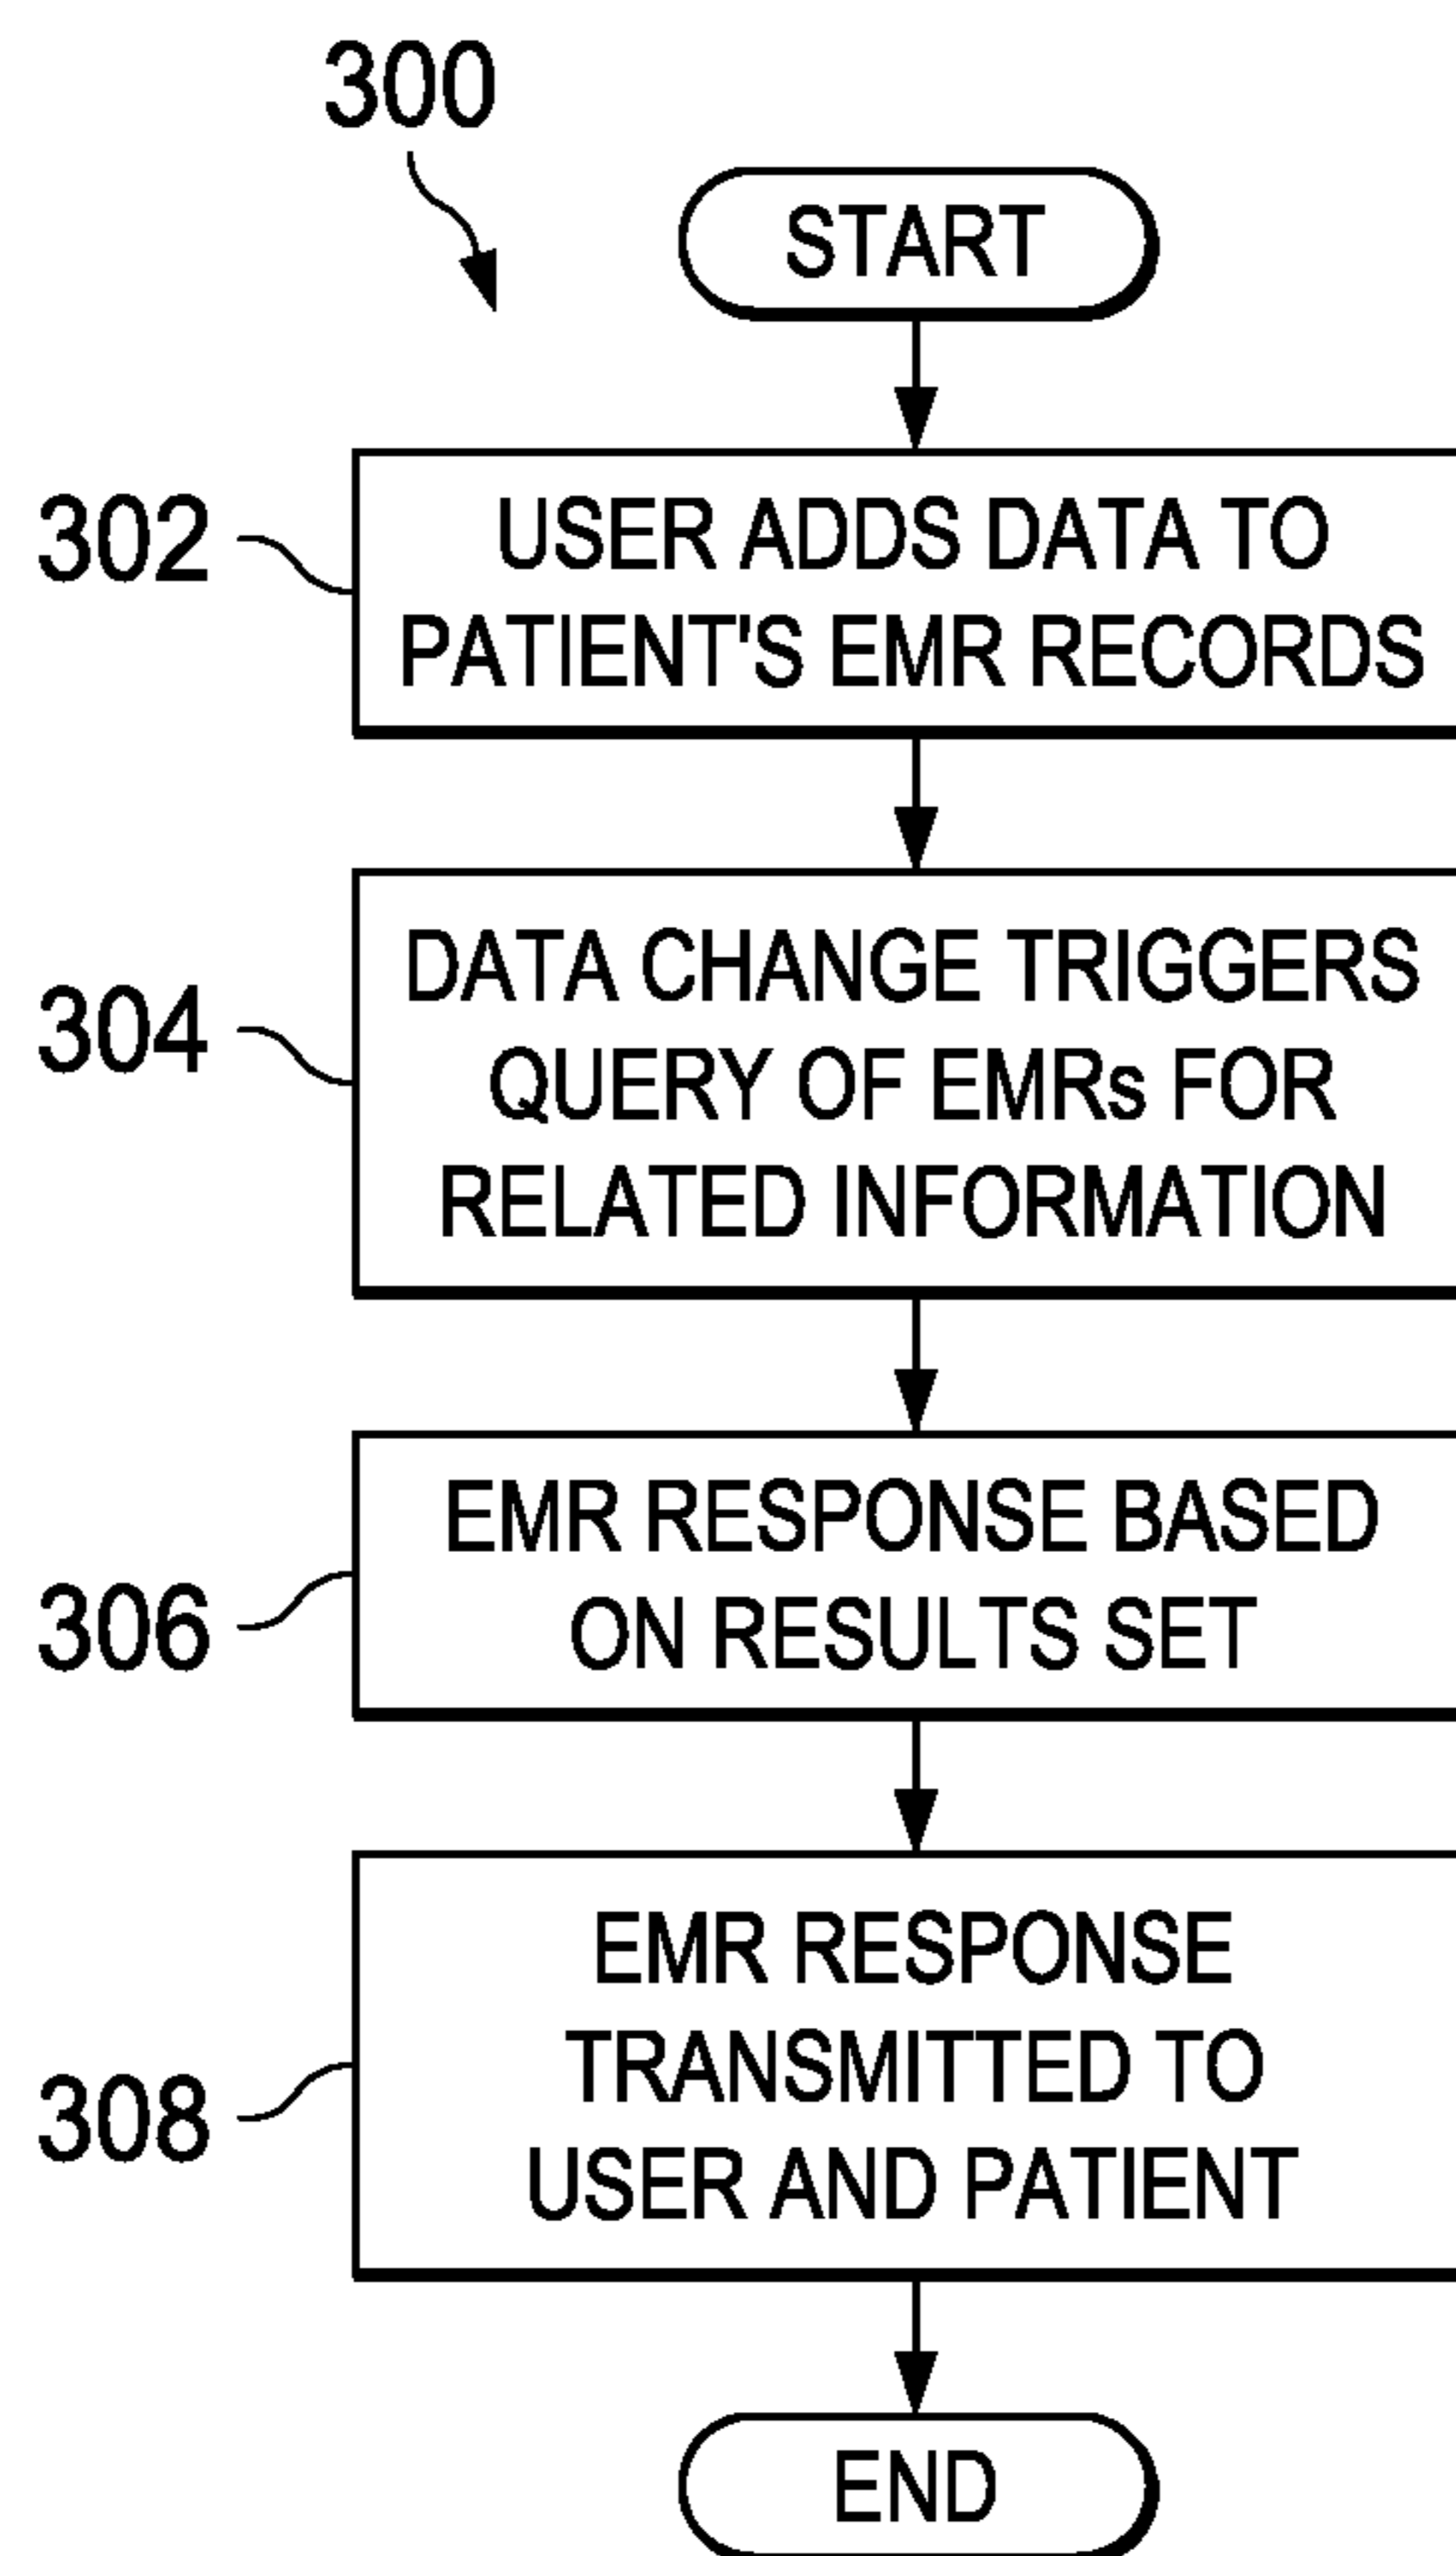 300
START
302
USER ADDS DATA TO
PATIENT'S EMR RECORDS
304
DATA CHANGE TRIGGERS
QUERY OF EMRs FOR
RELATED INFORMATION
306
EMR RESPONSE BASED
ON RESULTS SET
308
EMR RESPONSE
TRANSMITTED TO
USER AND PATIENT
END